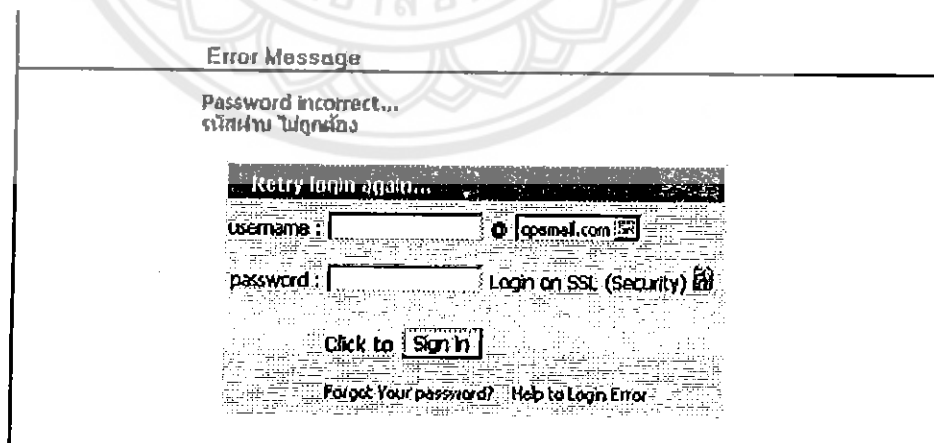 Error Message
Password incorrect...
รหัสผ่าน ไม่ถูกต้อง
Retry login again...
username : @ .com
password : Login on SSL (Security)
Click to Sign In
Forgot Your password? Help to Login Error